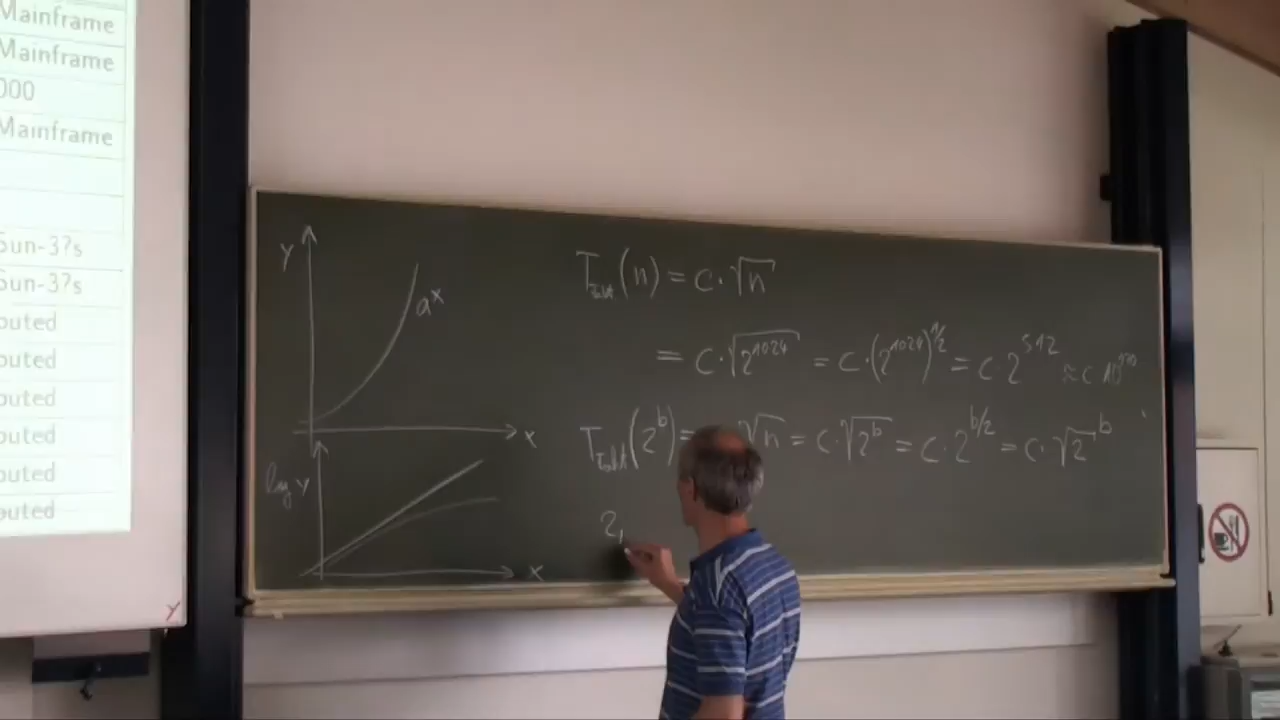 Mainframe
Mainframe
000
Mainframe
Sun-3?s
Sun-3?s
outed
outed
outed
outed
outed
outed
y
a^x
x
log y
x
T (n) = c · √n
= c · √2^1024 = c · (2^1024)^1/2 = c 2^512 ≈ c 10
T (2^b) = √n = c · √2^b = c · 2^b/2 = c · √2^b
2,